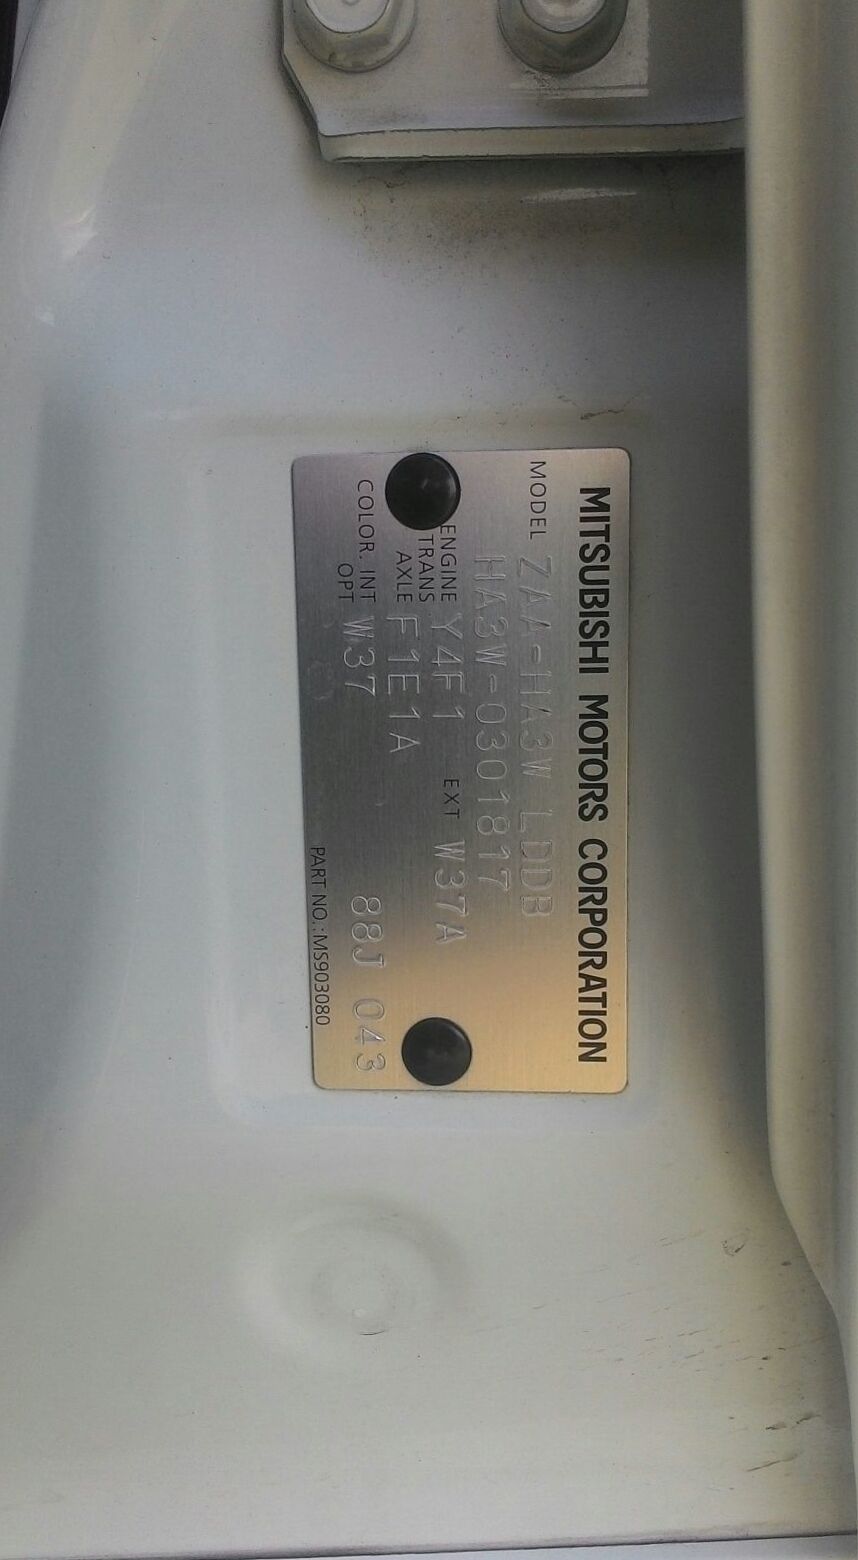 MITSUBISHI MOTORS CORPORATION
MODEL ZAA-HA3W LDDB
HA3W-0301817
ENGINE Y4F1 EXT W37A
TRANS AXLE F1E1A
COLOR. INT OPT W37 88J 043
PART NO.:MS903080